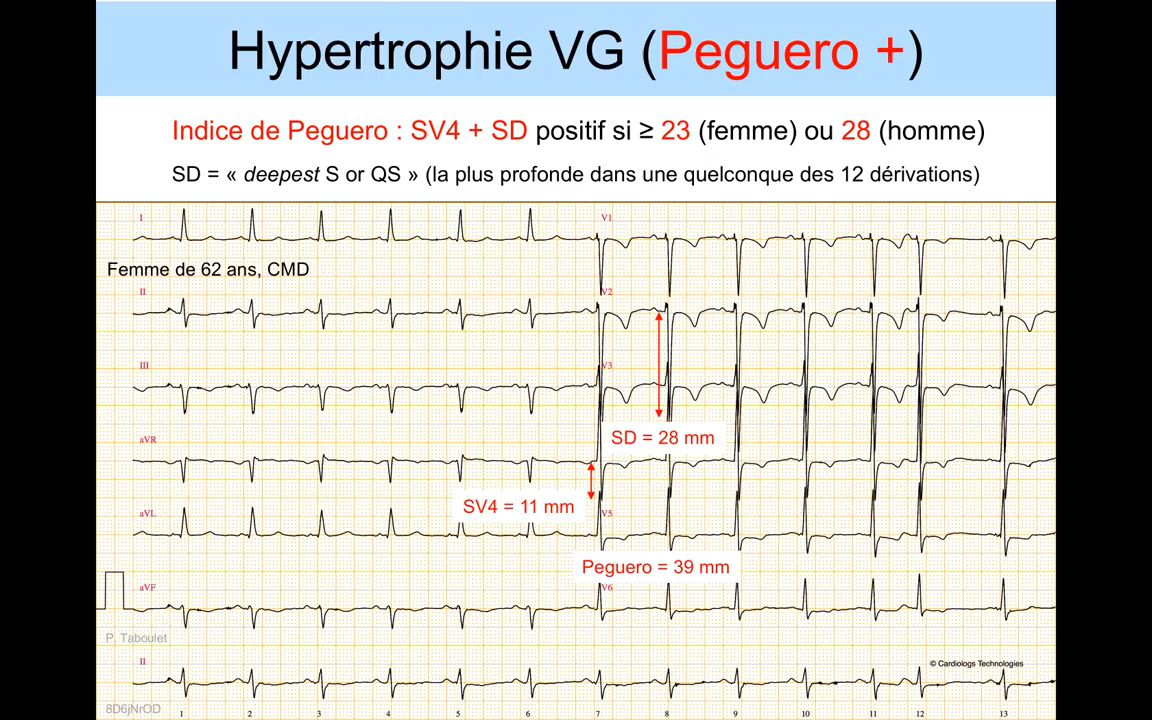 Hypertrophie VG (Peguero +)
Indice de Peguero : SV4 + SD positif si ≥ 23 (femme) ou 28 (homme)
SD = « deepest S or QS » (la plus profonde dans une quelconque des 12 dérivations)
I
V1
Femme de 62 ans, CMD
II
V2
III
V3
aVR
SD = 28 mm
SV4 = 11 mm
aVL
V5
Peguero = 39 mm
aVF
V6
P. Taboulet
II
© Cardiologs Technologies
8D6jNrOD
1 2 3 4 5 6 7 8 9 10 11 12 13